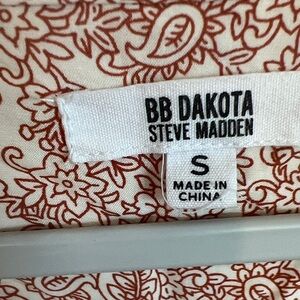 BB DAKOTA
STEVE MADDEN
S
MADE IN
CHINA